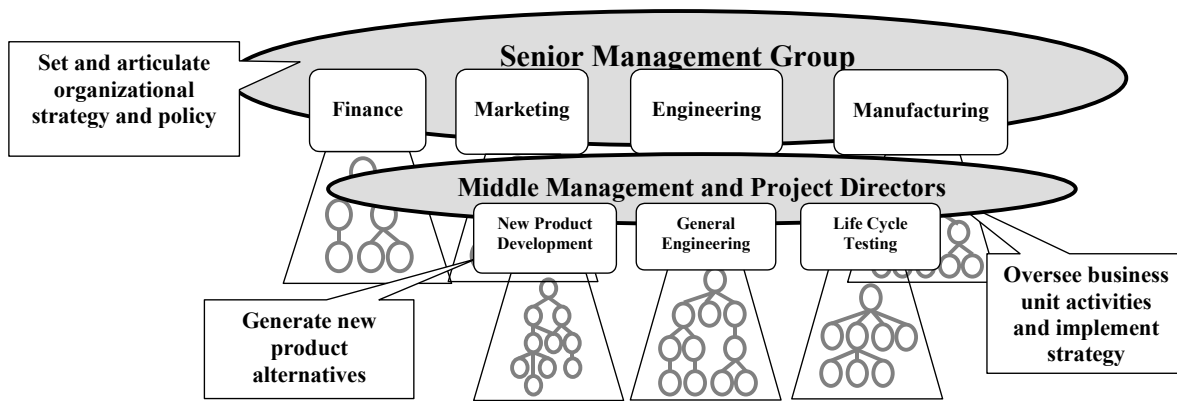 Senior Management Group
Set and articulate
organizational
strategy and policy
Finance
Marketing
Engineering
Manufacturing
Middle Management and Project Directors
New Product
Development
General
Engineering
Life Cycle
Testing
Generate new
product
alternatives
Oversee business
unit activities
and implement
strategy